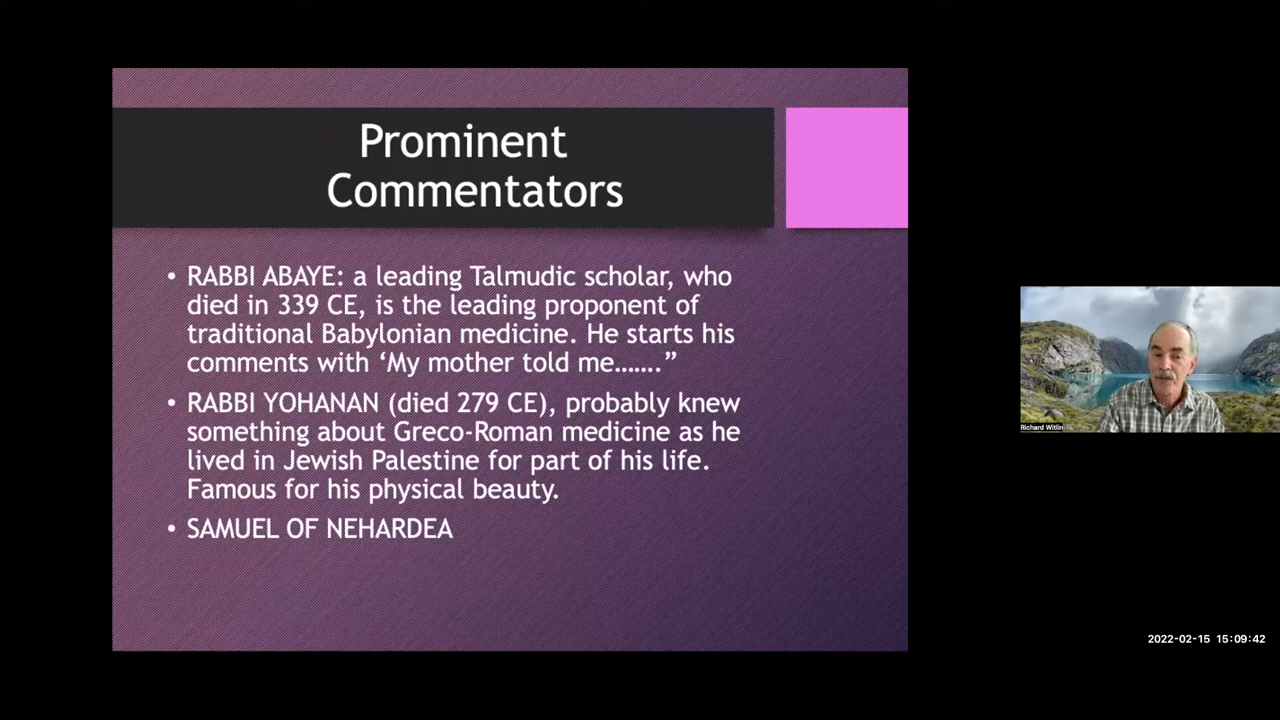 Prominent
Commentators
• RABBI ABAYE: a leading Talmudic scholar, who
died in 339 CE, is the leading proponent of
traditional Babylonian medicine. He starts his
comments with ‘My mother told me…….”
• RABBI YOHANAN (died 279 CE), probably knew
something about Greco-Roman medicine as he
lived in Jewish Palestine for part of his life.
Famous for his physical beauty.
• SAMUEL OF NEHARDEA
Richard Witlin
2022-02-15 15:09:42